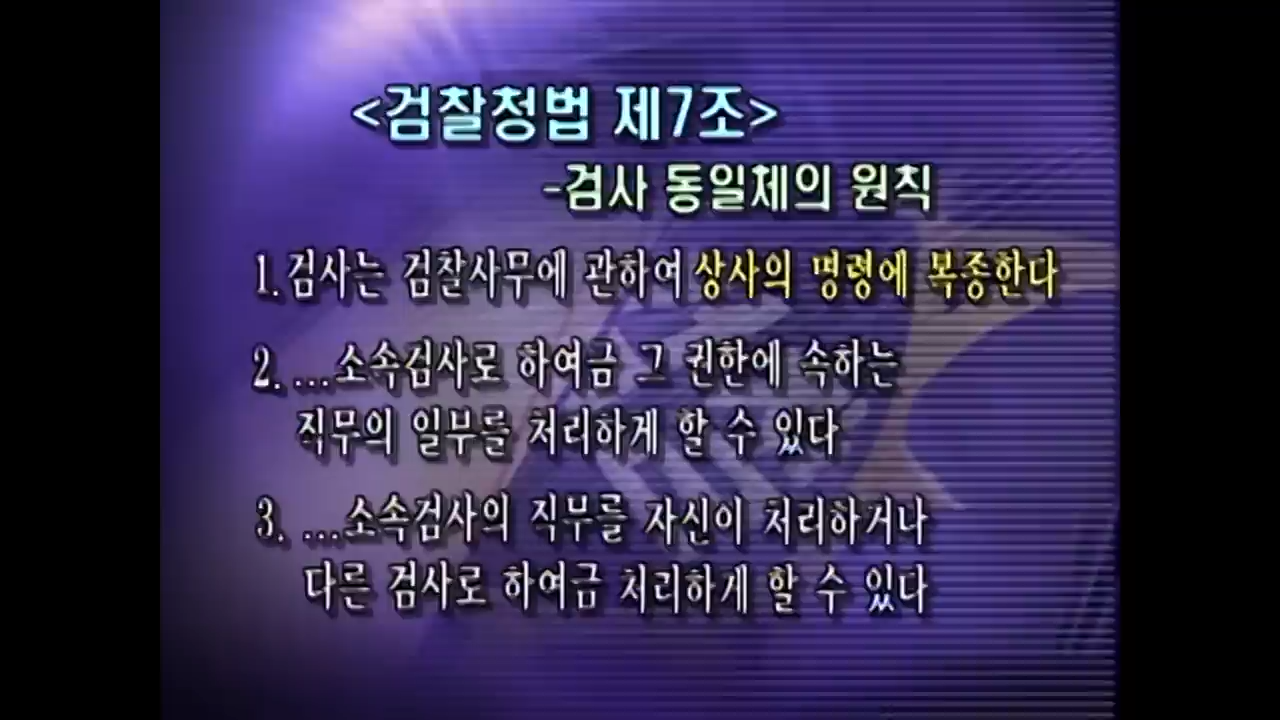 <검찰청법 제7조>
-검사 동일체의 원칙
1. 검사는 검찰사무에 관하여 상사의 명령에 복종한다
2. ...소속검사로 하여금 그 권한에 속하는
직무의 일부를 처리하게 할 수 있다
3. ...소속검사의 직무를 자신이 처리하거나
다른 검사로 하여금 처리하게 할 수 있다